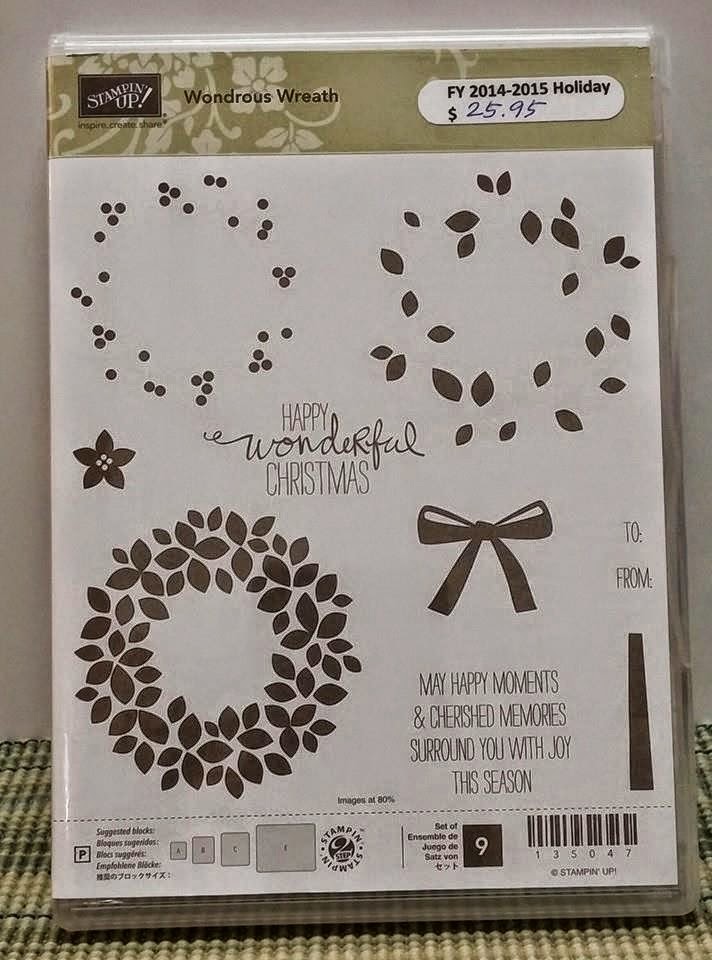 STAMPIN' UP!
inspire.create.share.®
Wondrous Wreath
FY 2014-2015 Holiday
$ 25.95
HAPPY
wonderful
CHRISTMAS
TO:
FROM:
MAY HAPPY MOMENTS
& CHERISHED MEMORIES
SURROUND YOU WITH JOY
THIS SEASON
Images at 80%
P
Suggested blocks:
Bloques sugeridos:
Blocs suggérés:
Empfohlene Blöcke:
推奨のブロックサイズ：
A B C E
STAMPIN' 2 STEP STAMPIN'
Set of
Ensemble de
Juego de
Satz von
セット
9
135047
© STAMPIN' UP!